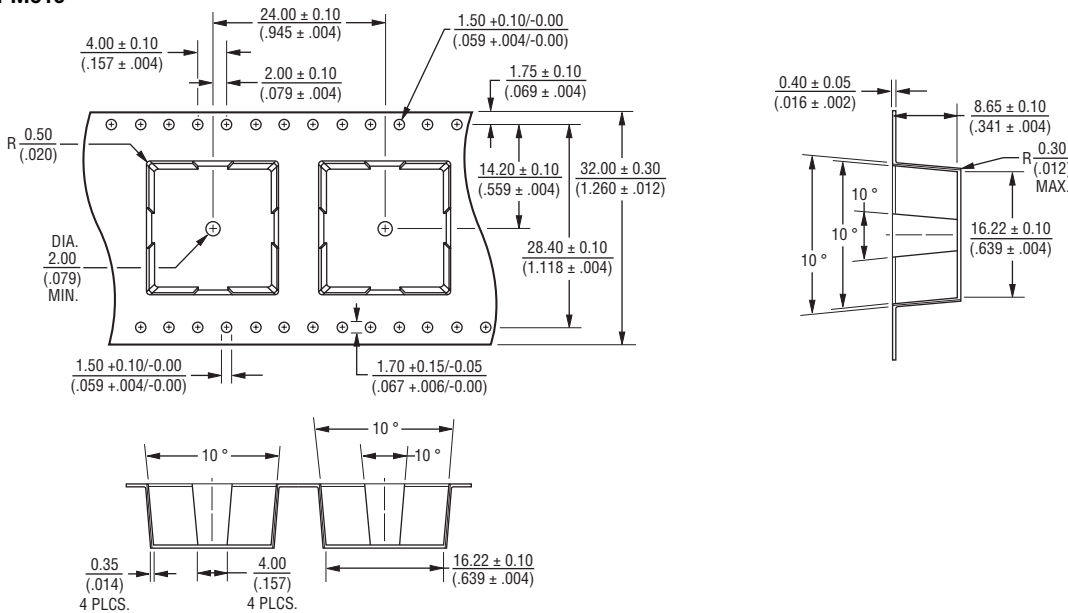 24.00 ± 0.10
(.945 ± .004)
1.50 +0.10/-0.00
(.059 +.004/-0.00)
4.00 ± 0.10
(.157 ± .004)
2.00 ± 0.10
(.079 ± .004)
1.75 ± 0.10
(.069 ± .004)
0.40 ± 0.05
(.016 ± .002)
8.65 ± 0.10
(.341 ± .004)
R 0.50
(.020)
14.20 ± 0.10
(.559 ± .004)
32.00 ± 0.30
(1.260 ± .012)
R 0.30
(.012)
MAX.
10 °
10 °
10 °
16.22 ± 0.10
(.639 ± .004)
DIA.
2.00
(.079)
MIN.
28.40 ± 0.10
(1.118 ± .004)
1.50 +0.10/-0.00
(.059 +.004/-0.00)
1.70 +0.15/-0.05
(.067 +.006/-0.00)
10 °
10 °
10 °
0.35
(.014)
4 PLCS.
4.00
(.157)
4 PLCS.
16.22 ± 0.10
(.639 ± .004)